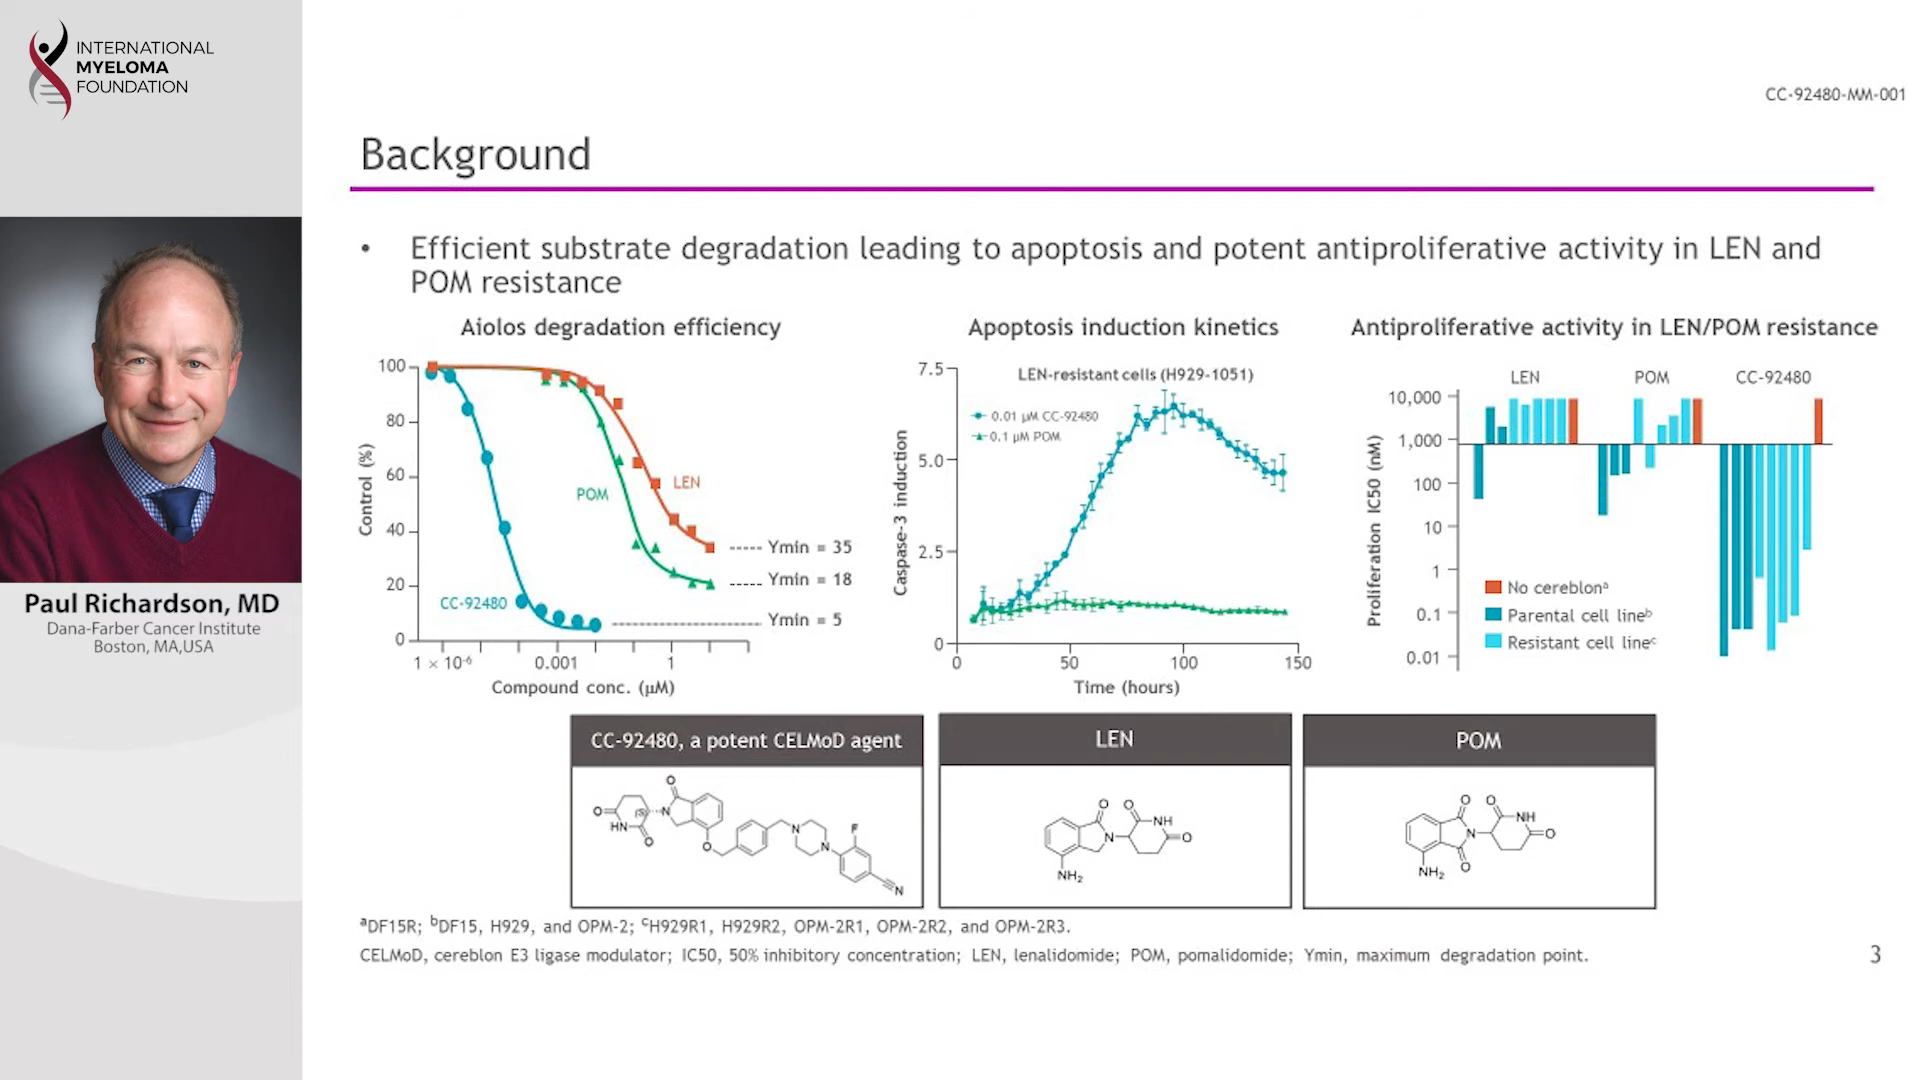 INTERNATIONAL
MYELOMA
FOUNDATION
CC-92480-MM-001
Background
• Efficient substrate degradation leading to apoptosis and potent antiproliferative activity in LEN and
POM resistance
Aiolos degradation efficiency
Control (%)
100
80
60
40
20
0
LEN
POM
CC-92480
Ymin = 35
Ymin = 18
Ymin = 5
1 × 10-6
0.001
1
Compound conc. (µM)
Apoptosis induction kinetics
LEN-resistant cells (H929-1051)
0.01 µM CC-92480
0.1 µM POM
Caspase-3 induction
7.5
5.0
2.5
0
0
50
100
150
Time (hours)
Antiproliferative activity in LEN/POM resistance
LEN
POM
CC-92480
Proliferation IC50 (nM)
10,000
1,000
100
10
1
0.1
0.01
No cereblonᵃ
Parental cell lineᵇ
Resistant cell lineᶜ
Paul Richardson, MD
Dana-Farber Cancer Institute
Boston, MA,USA
CC-92480, a potent CELMoD agent
O
O
N
(S)
HN
O
O
N
N
F
N
LEN
O
O
NH
N
O
NH₂
POM
O
O
NH
N
O
O
NH₂
ᵃDF15R; ᵇDF15, H929, and OPM-2; ᶜH929R1, H929R2, OPM-2R1, OPM-2R2, and OPM-2R3.
CELMoD, cereblon E3 ligase modulator; IC50, 50% inhibitory concentration; LEN, lenalidomide; POM, pomalidomide; Ymin, maximum degradation point.
3